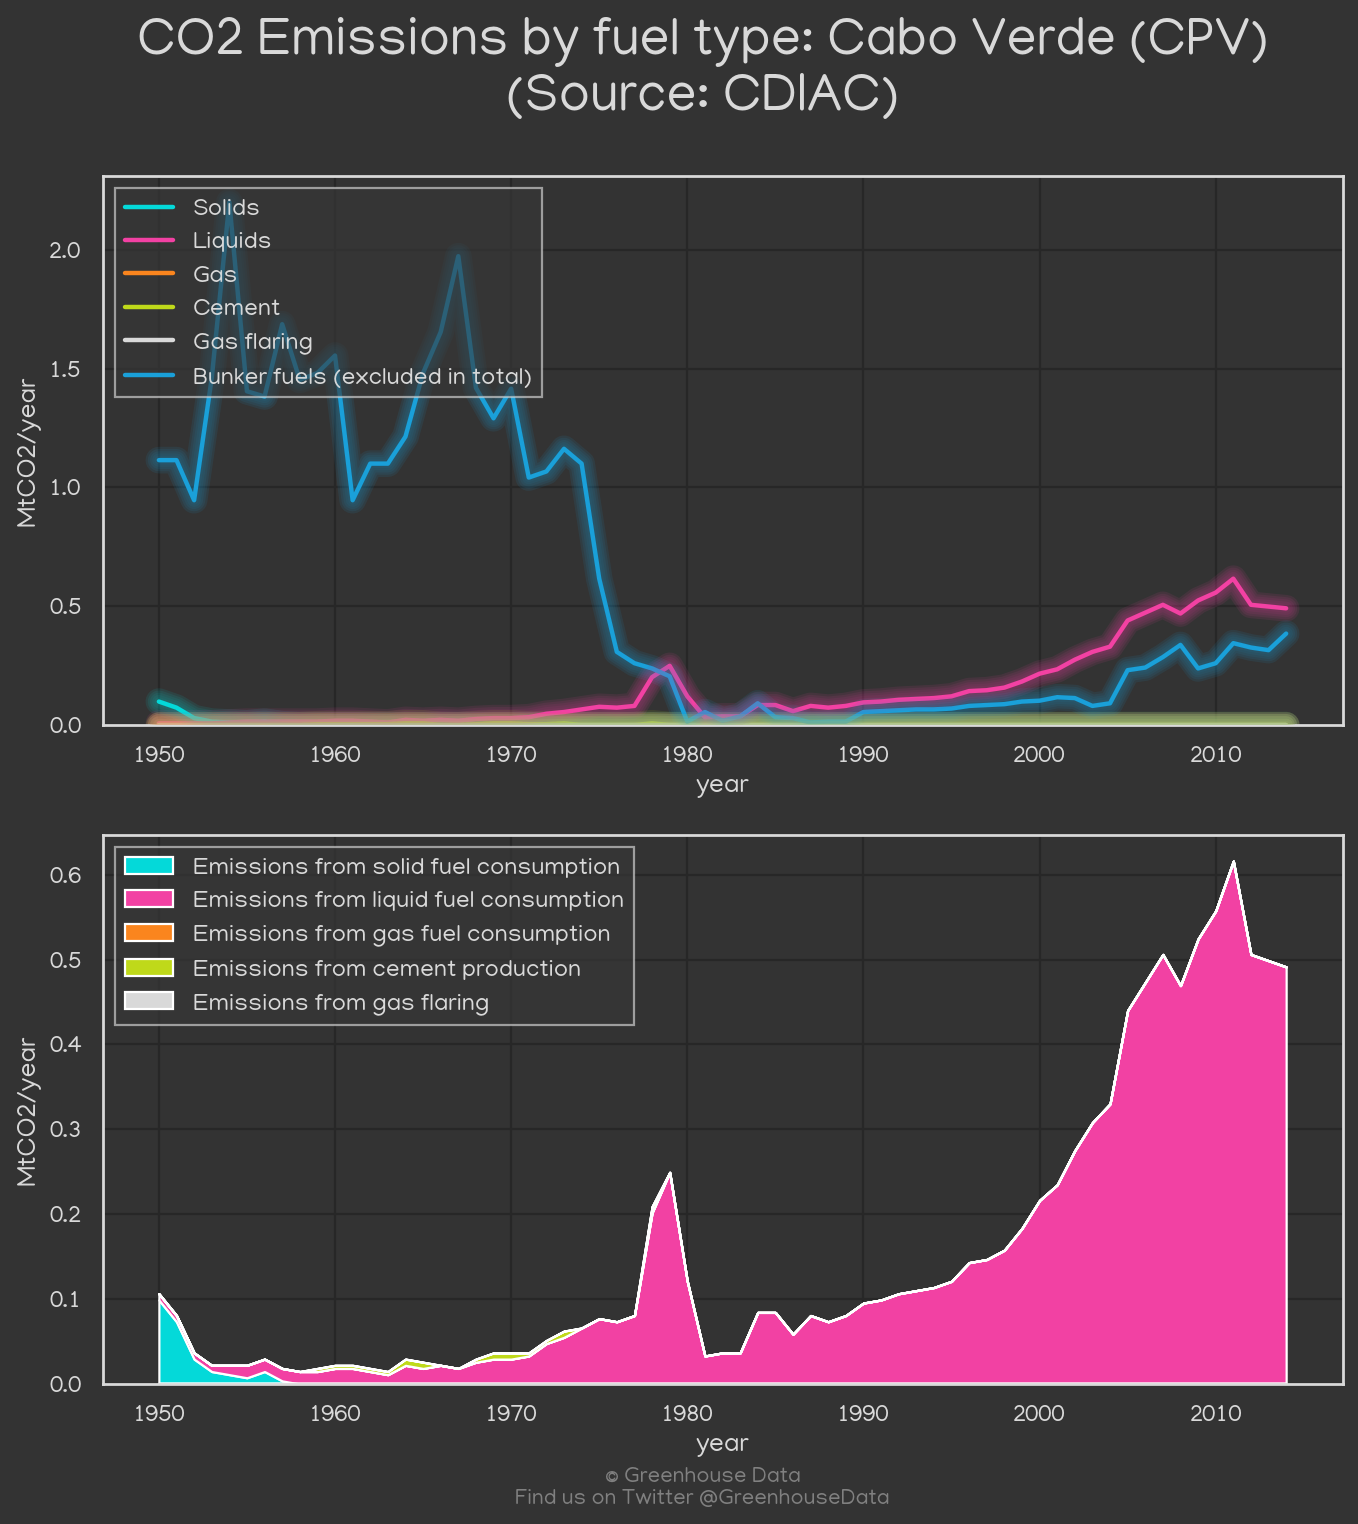 CO2 Emissions by fuel type: Cabo Verde (CPV)
(Source: CDIAC)
Solids
Liquids
Gas
Cement
Gas flaring
Bunker fuels (excluded in total)
2.0
1.5
1.0
0.5
0.0
MtCO2/year
1950 1960 1970 1980 1990 2000 2010
year
Emissions from solid fuel consumption
Emissions from liquid fuel consumption
Emissions from gas fuel consumption
Emissions from cement production
Emissions from gas flaring
0.6
0.5
0.4
0.3
0.2
0.1
0.0
MtCO2/year
1950 1960 1970 1980 1990 2000 2010
year
© Greenhouse Data
Find us on Twitter @GreenhouseData